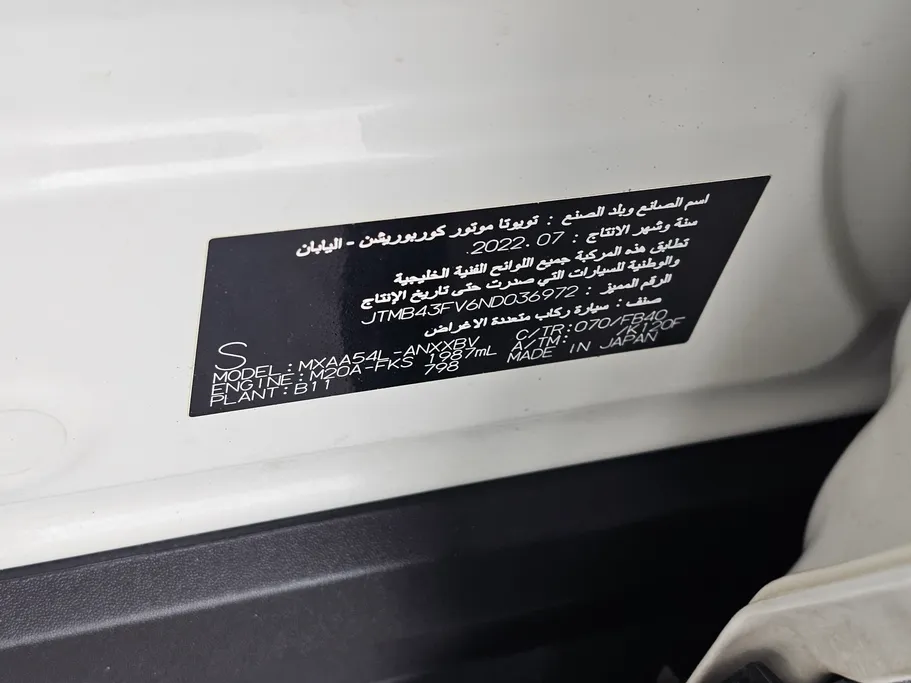 اسم الصانع وبلد الصنع : تويوتا موتور كوربوريشن - اليابان
سنة وشهر الانتاج : 2022.07.
تطابق هذه المركبة جميع اللوائح الفنية الخليجية
والوطنية للسيارات التي صدرت حتى تاريخ الإنتاج
الرقم المميز : JTMB43FV6ND036972
صنف : سيارة ركاب متعددة الاغراض
S
MODEL:MXAA54L-ANXXBV C/TR:070/FB40
ENGINE:M20A-FKS 1987mL A/TM: /K120F
PLANT:B11 798 MADE IN JAPAN